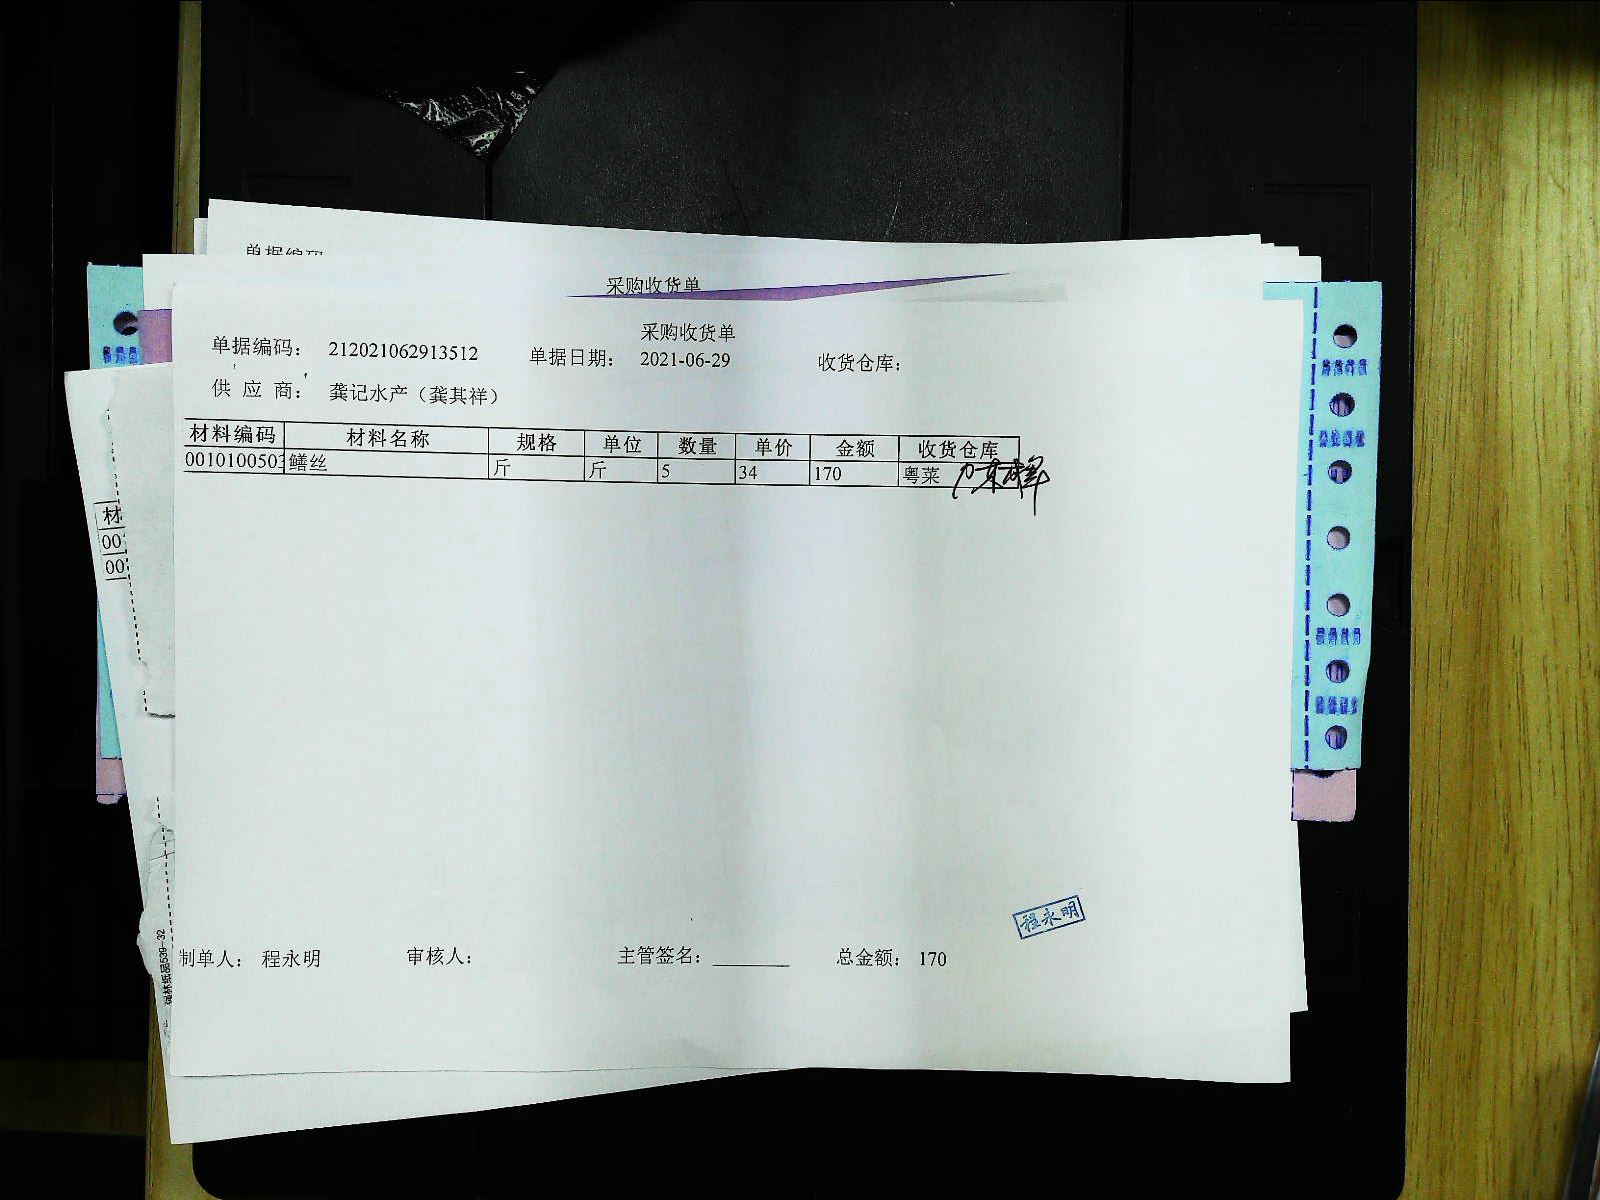 采购收货单
采购收货单
单据编码： 212021062913512 单据日期： 2021-06-29 收货仓库：
供 应 商： 龚记水产（龚其祥）
材料编码 材料名称 规格 单位 数量 单价 金额 收货仓库
0010100503 鳝丝 斤 斤 5 34 170 粤菜
材
00
00
程永明
制单人： 程永明 审核人： 主管签名： 总金额： 170